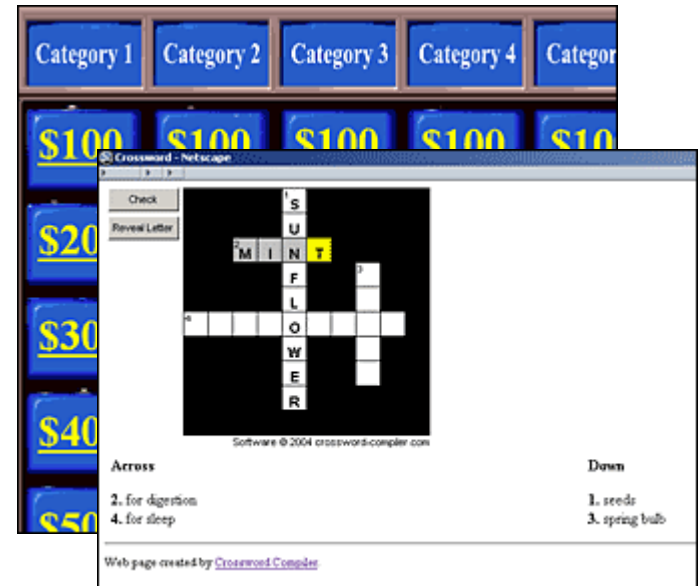 Category 1 Category 2 Category 3 Category 4 Categor
$100 $100 $100 $100 $10
$20
$30
$40
$50
Crossword - Netscape
Check
Reveal Letter
1 S
U
2 M I N T
F 3
L
4 O
W
E
R
Software © 2004 crossword-compiler.com
Across Down
2. for digestion 1. seeds
4. for sleep 3. spring bulb
Web page created by Crossword Compiler.